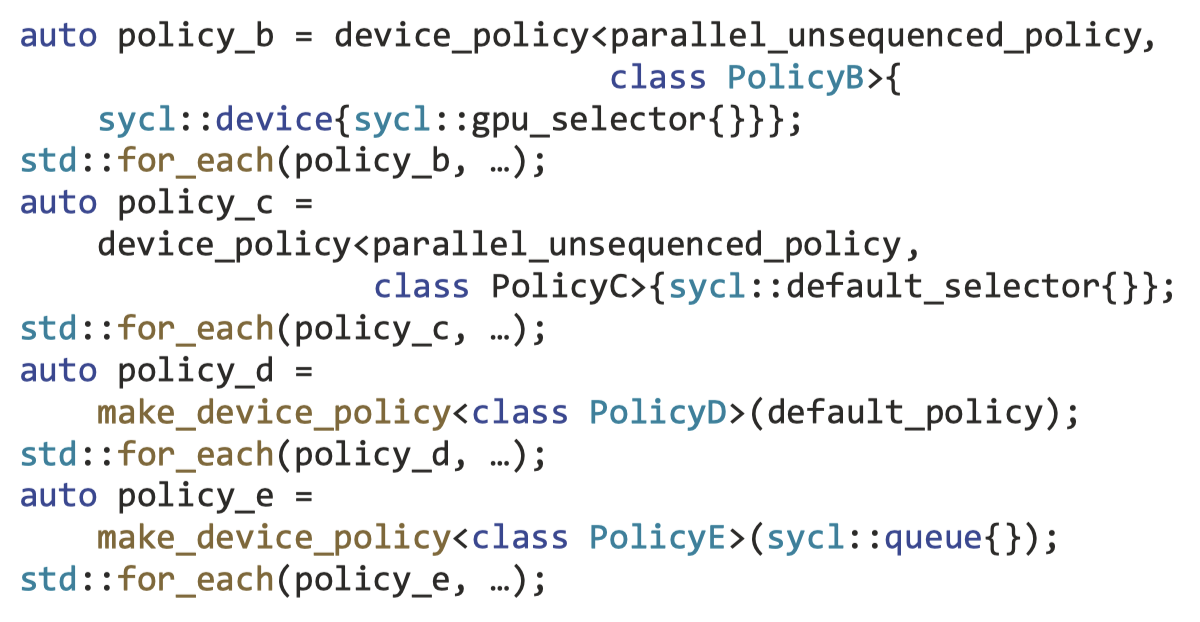 auto policy_b = device_policy<parallel_unsequenced_policy,
                              class PolicyB>{
    sycl::device{sycl::gpu_selector{}}};
std::for_each(policy_b, …);
auto policy_c =
    device_policy<parallel_unsequenced_policy,
                  class PolicyC>{sycl::default_selector{}};
std::for_each(policy_c, …);
auto policy_d =
    make_device_policy<class PolicyD>(default_policy);
std::for_each(policy_d, …);
auto policy_e =
    make_device_policy<class PolicyE>(sycl::queue{});
std::for_each(policy_e, …);